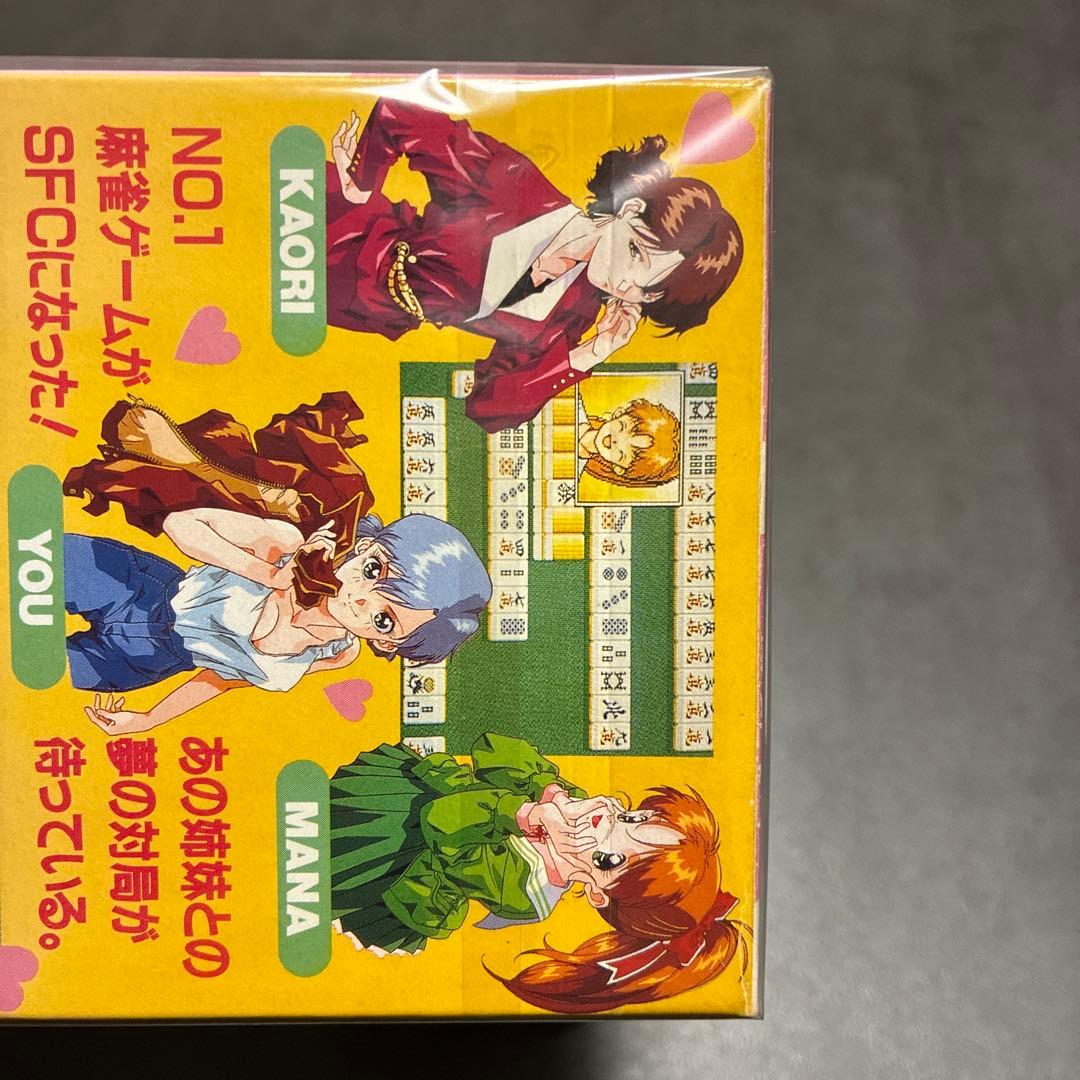 NO.1
麻雀ゲームが
SFCになった!
KAORI
YOU
MANA
あの姉妹との
夢の対局が
待っている。